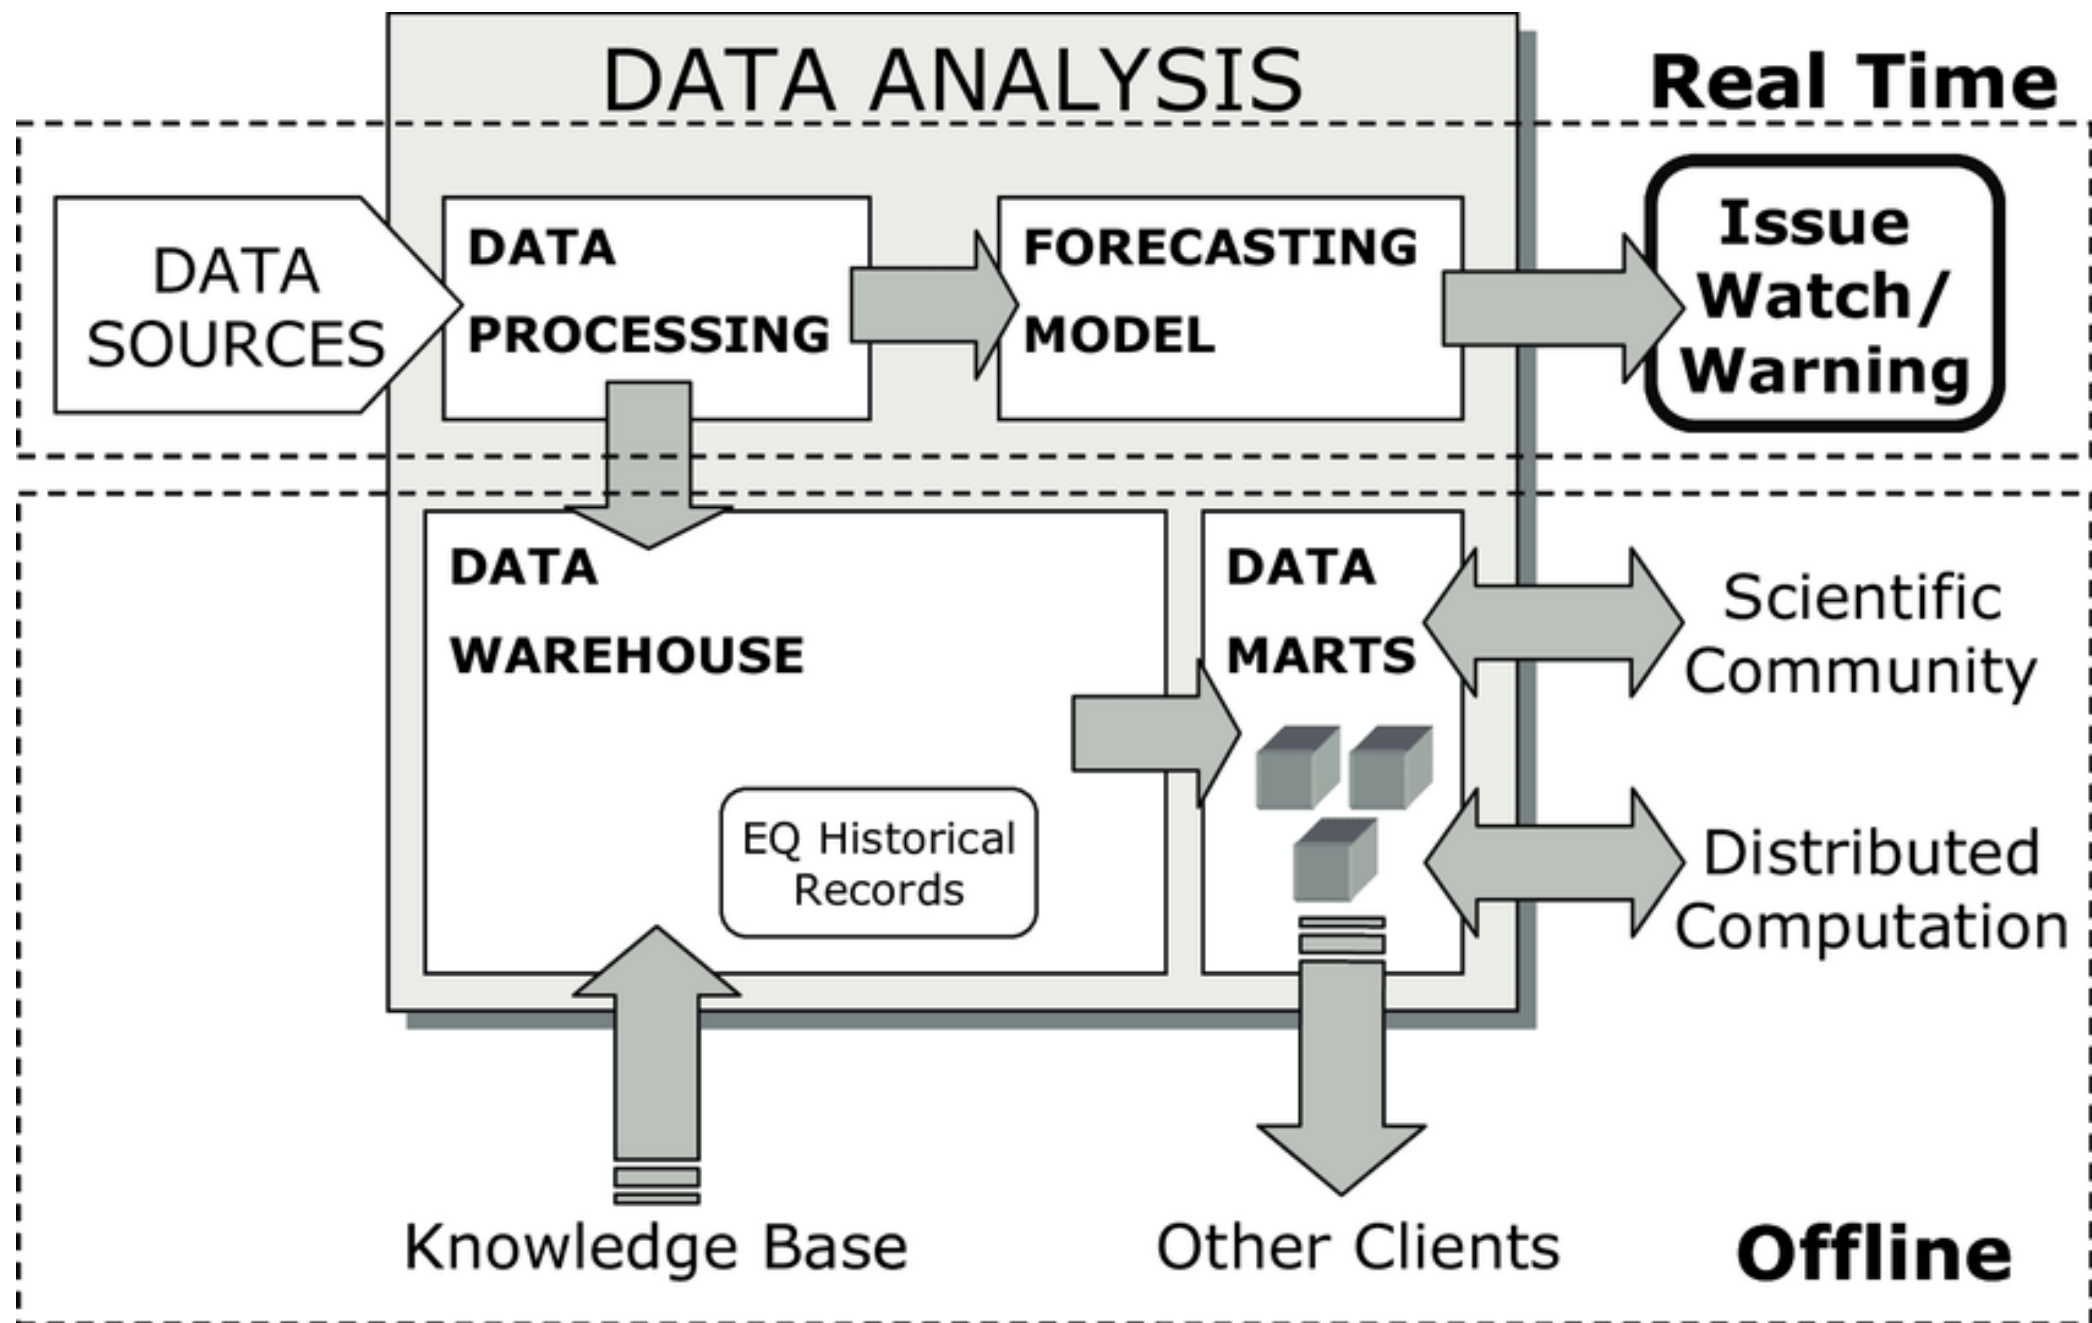 DATA ANALYSIS
Real Time
DATA
SOURCES
DATA
PROCESSING
FORECASTING
MODEL
Issue
Watch/
Warning
DATA
WAREHOUSE
EQ Historical
Records
DATA
MARTS
Scientific
Community
Distributed
Computation
Knowledge Base
Other Clients
Offline